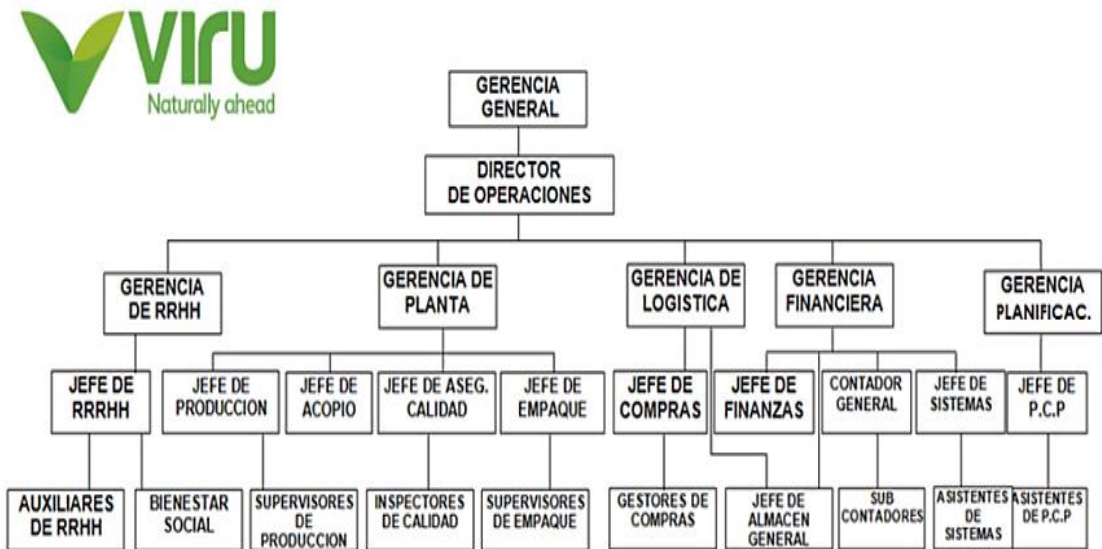 VIRU
Naturally ahead
GERENCIA
GENERAL
DIRECTOR
DE OPERACIONES
GERENCIA
DE RRHH
GERENCIA DE
PLANTA
GERENCIA DE
LOGISTICA
GERENCIA
FINANCIERA
GERENCIA
PLANIFICAC.
JEFE DE
RRRHH
JEFE DE
PRODUCCION
JEFE DE
ACOPIO
JEFE DE ASEG.
CALIDAD
JEFE DE
EMPAQUE
JEFE DE
COMPRAS
JEFE DE
FINANZAS
CONTADOR
GENERAL
JEFE DE
SISTEMAS
JEFE DE
P.C.P
AUXILIARES
DE RRHH
BIENESTAR
SOCIAL
SUPERVISORES
DE
PRODUCCION
INSPECTORES
DE CALIDAD
SUPERVISORES
DE EMPAQUE
GESTORES DE
COMPRAS
JEFE DE
ALMACEN
GENERAL
SUB
CONTADORES
ASISTENTES
DE
SISTEMAS
ASISTENTES
DE P.C.P